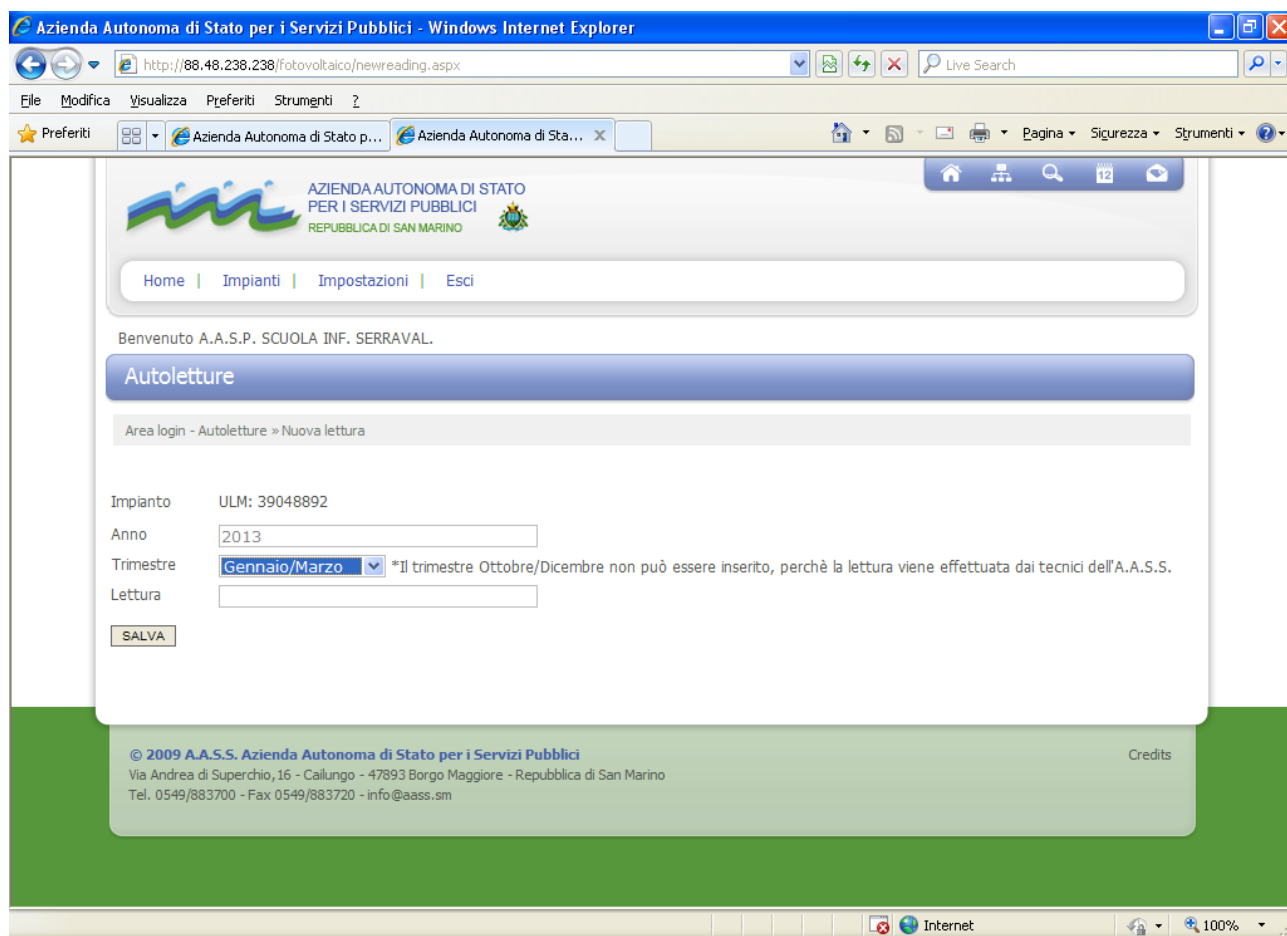 Azienda Autonoma di Stato per i Servizi Pubblici - Windows Internet Explorer
http://88.48.238.238/fotovoltaico/newreading.aspx
Live Search
File Modifica Visualizza Preferiti Strumenti ?
Preferiti
Azienda Autonoma di Stato p...
Azienda Autonoma di Sta... X
Pagina Sicurezza Strumenti
AZIENDA AUTONOMA DI STATO
PER I SERVIZI PUBBLICI
REPUBBLICA DI SAN MARINO
12
Home | Impianti | Impostazioni | Esci
Benvenuto A.A.S.P. SCUOLA INF. SERRAVAL.
Autoletture
Area login - Autoletture » Nuova lettura
Impianto ULM: 39048892
Anno 2013
Trimestre Gennaio/Marzo *Il trimestre Ottobre/Dicembre non può essere inserito, perchè la lettura viene effettuata dai tecnici dell'A.A.S.S.
Lettura
SALVA
© 2009 A.A.S.S. Azienda Autonoma di Stato per i Servizi Pubblici
Credits
Via Andrea di Superchio,16 - Cailungo - 47893 Borgo Maggiore - Repubblica di San Marino
Tel. 0549/883700 - Fax 0549/883720 - info@aass.sm
Internet
100%